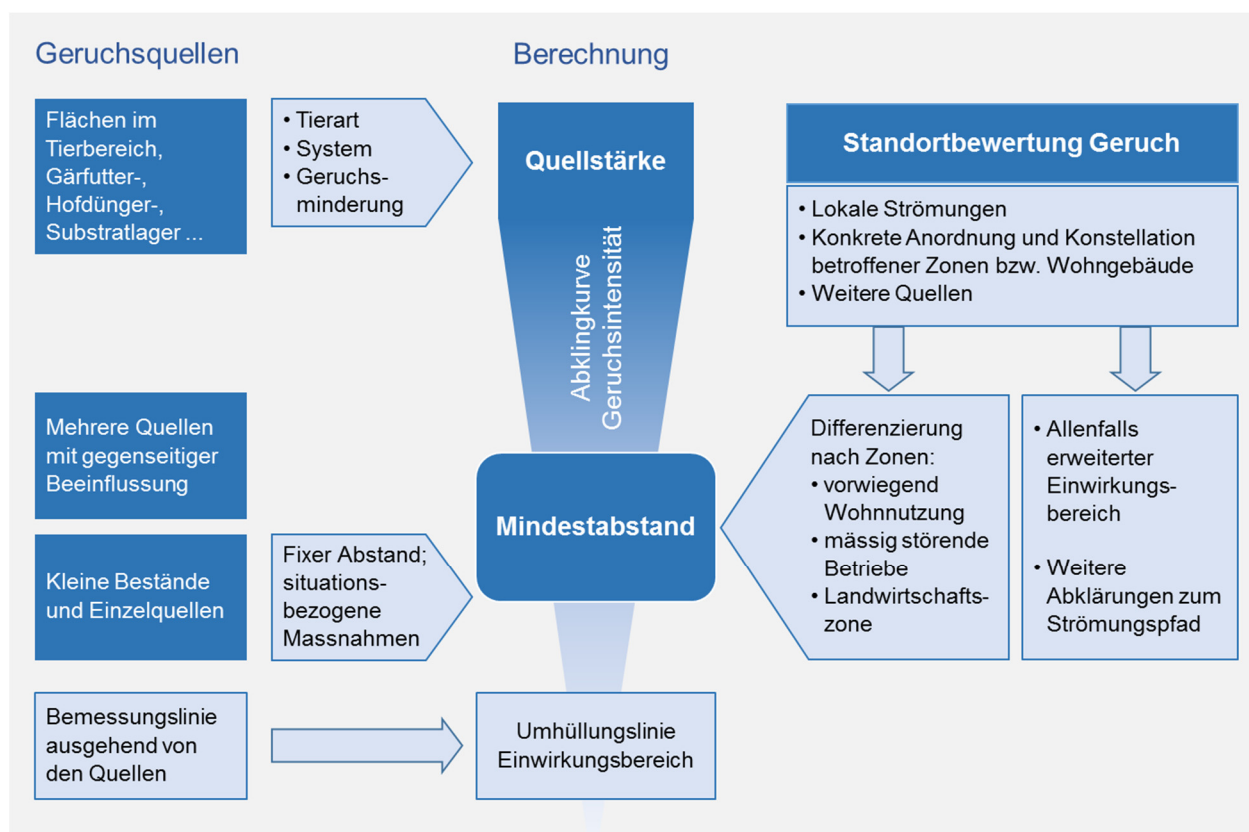 Geruchsquellen
Berechnung
Flächen im
Tierbereich,
Gärfutter-,
Hofdünger-,
Substratlager ...
• Tierart
• System
• Geruchs-
minderung
Quellstärke
Abklingkurve
Geruchsintensität
Standortbewertung Geruch
• Lokale Strömungen
• Konkrete Anordnung und Konstellation
betroffener Zonen bzw. Wohngebäude
• Weitere Quellen
Mehrere Quellen
mit gegenseitiger
Beeinflussung
Kleine Bestände
und Einzelquellen
Fixer Abstand;
situations-
bezogene
Massnahmen
Mindestabstand
Differenzierung
nach Zonen:
• vorwiegend
Wohnnutzung
• mässig störende
Betriebe
• Landwirtschafts-
zone
• Allenfalls
erweiterter
Einwirkungs-
bereich
• Weitere
Abklärungen zum
Strömungspfad
Bemessungslinie
ausgehend von
den Quellen
Umhüllungslinie
Einwirkungsbereich